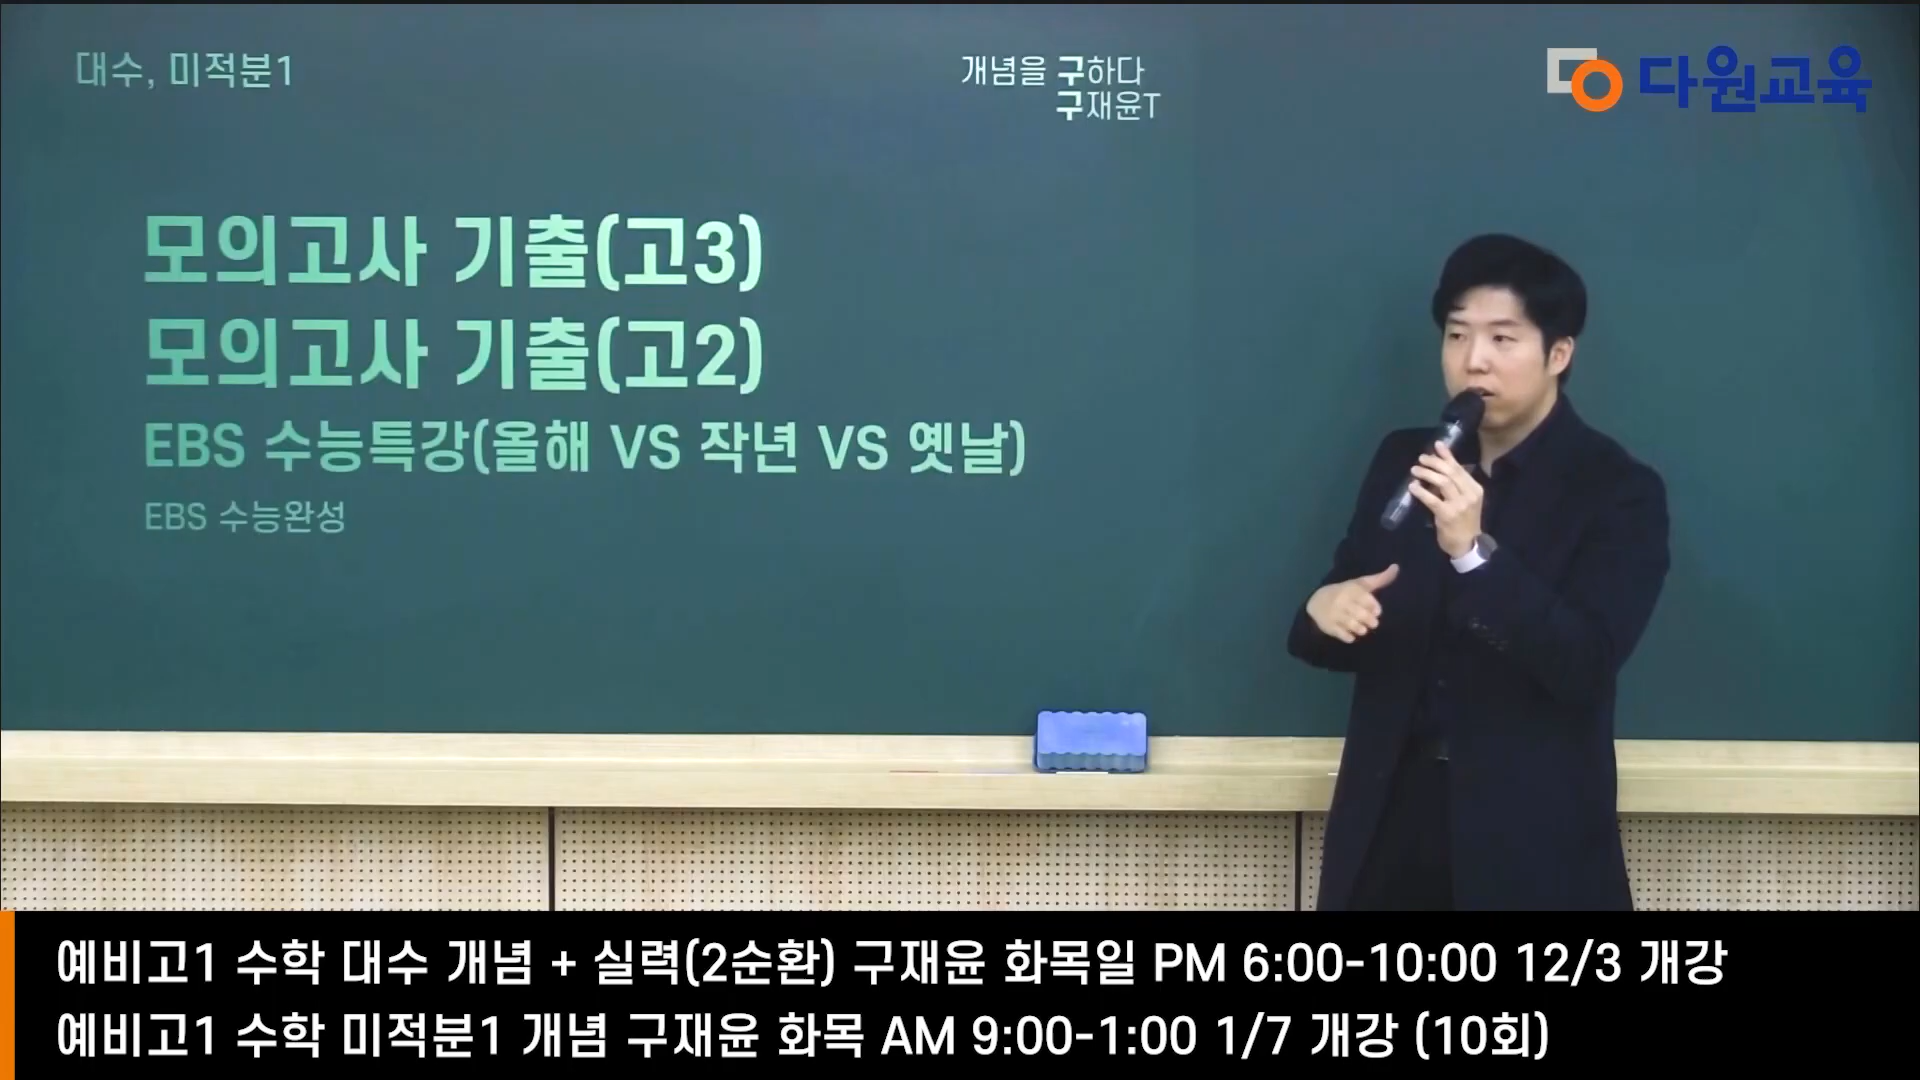 대수, 미적분1
개념을 구하다
구재윤T
다원교육
모의고사 기출(고3)
모의고사 기출(고2)
EBS 수능특강(올해 VS 작년 VS 옛날)
EBS 수능완성
예비고1 수학 대수 개념 + 실력(2순환) 구재윤 화목일 PM 6:00-10:00 12/3 개강
예비고1 수학 미적분1 개념 구재윤 화목 AM 9:00-1:00 1/7 개강 (10회)